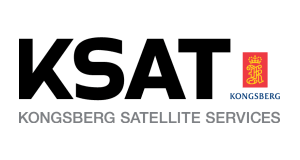 KSAT
KONGSBERG
KONGSBERG SATELLITE SERVICES